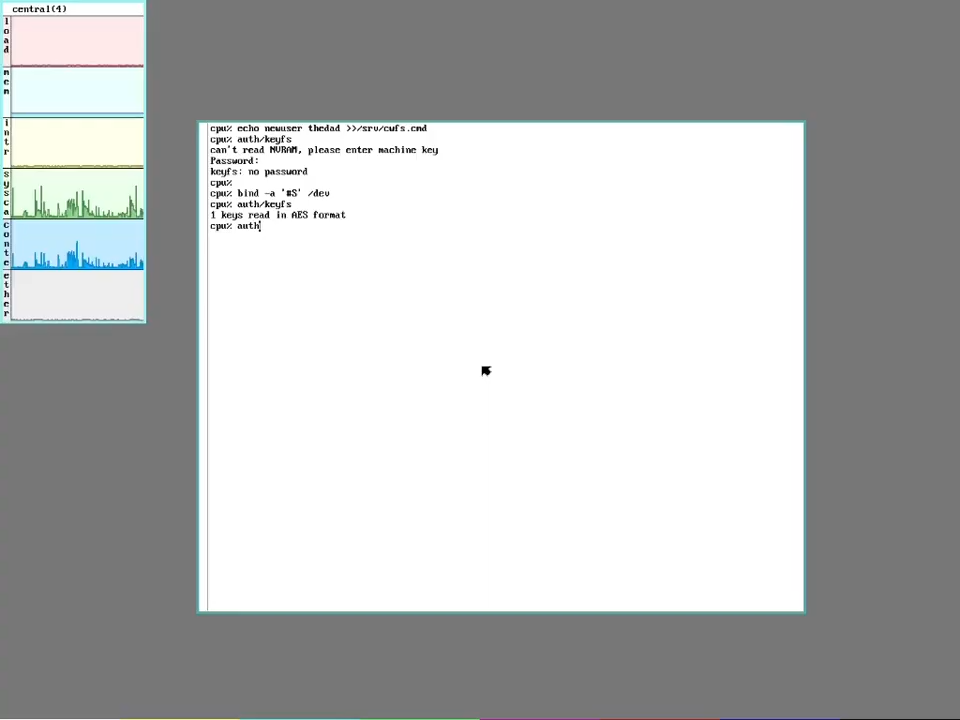 central(4)
load
mem
intr
sysca
conte
ether
cpu% echo newuser thedad >>/srv/cwfs.cmd
cpu% auth/keyfs
can't read NVRAM, please enter machine key
Password:
keyfs: no password
cpu%
cpu% bind -a '#S' /dev
cpu% auth/keyfs
1 keys read in AES format
cpu% auth